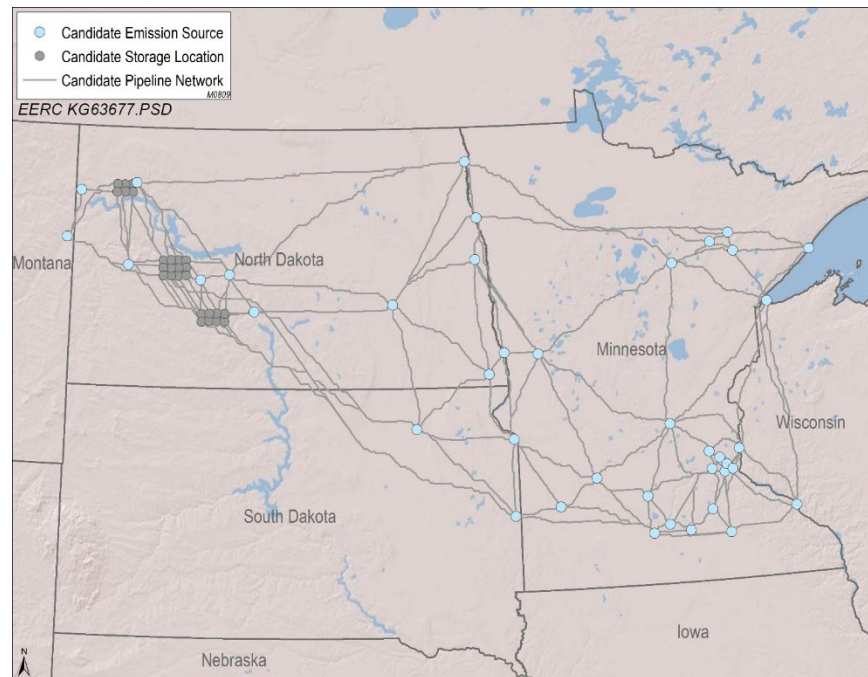 Candidate Emission Source
Candidate Storage Location
Candidate Pipeline Network
M0809
EERC KG63677.PSD
Montana
North Dakota
Minnesota
Wisconsin
South Dakota
Iowa
Nebraska
N